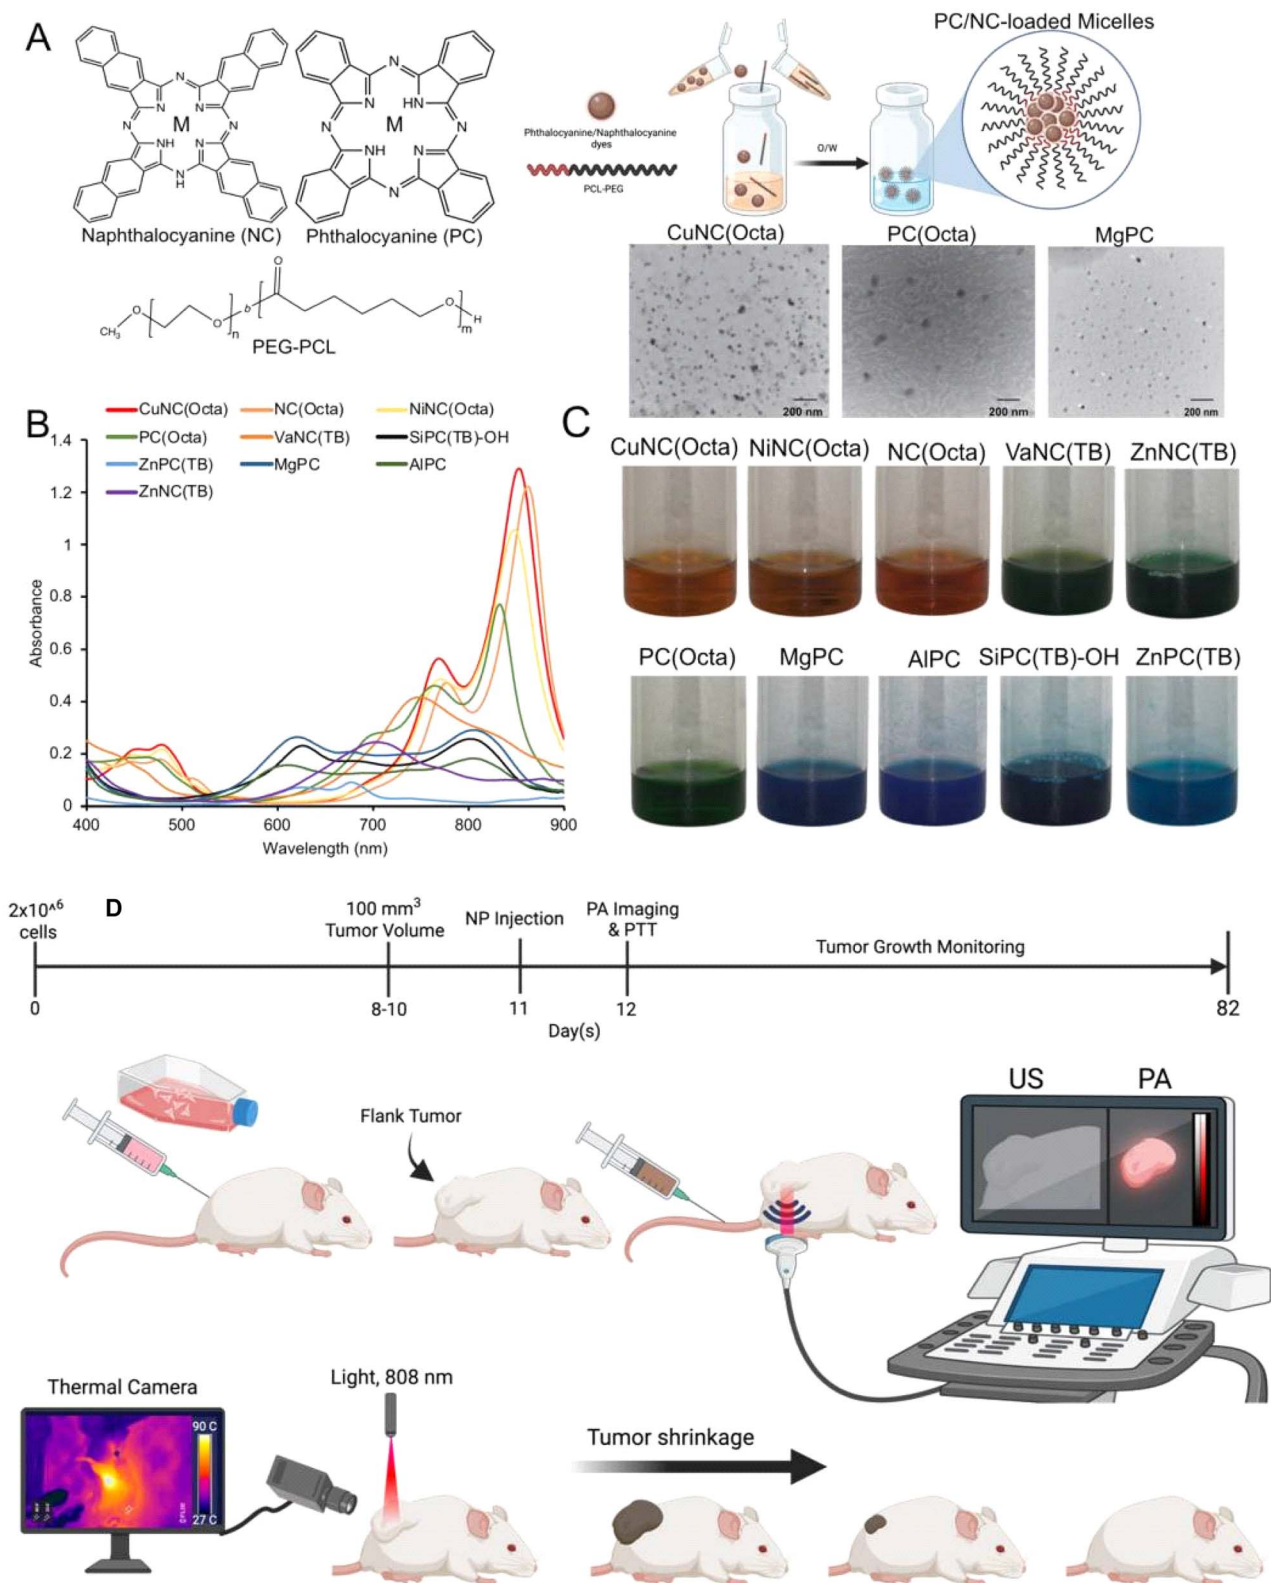 A
N
N
N
N
N
N
NH
N
H
M
Naphthalocyanine (NC)
N
N
N
N
N
HN
NH
N
M
Phthalocyanine (PC)
CH₃
O
O
n
b
O
O
m
H
PEG-PCL
Phthalocyanine/Naphthalocyanine
dyes
PCL-PEG
O/W
PC/NC-loaded Micelles
CuNC(Octa)
PC(Octa)
MgPC
200 nm
200 nm
200 nm
B
CuNC(Octa)
NC(Octa)
NiNC(Octa)
PC(Octa)
VaNC(TB)
SiPC(TB)-OH
ZnPC(TB)
MgPC
AlPC
ZnNC(TB)
Absorbance
1.4
1.2
1
0.8
0.6
0.4
0.2
0
400 500 600 700 800 900
Wavelength (nm)
C
CuNC(Octa) NiNC(Octa) NC(Octa) VaNC(TB) ZnNC(TB)
PC(Octa) MgPC AlPC SiPC(TB)-OH ZnPC(TB)
D
2x10^6
cells
100 mm³
Tumor Volume
NP Injection
PA Imaging
& PTT
Tumor Growth Monitoring
0 8-10 11 12 82
Day(s)
Flank Tumor
US PA
Thermal Camera
90 C
27 C
Light, 808 nm
Tumor shrinkage